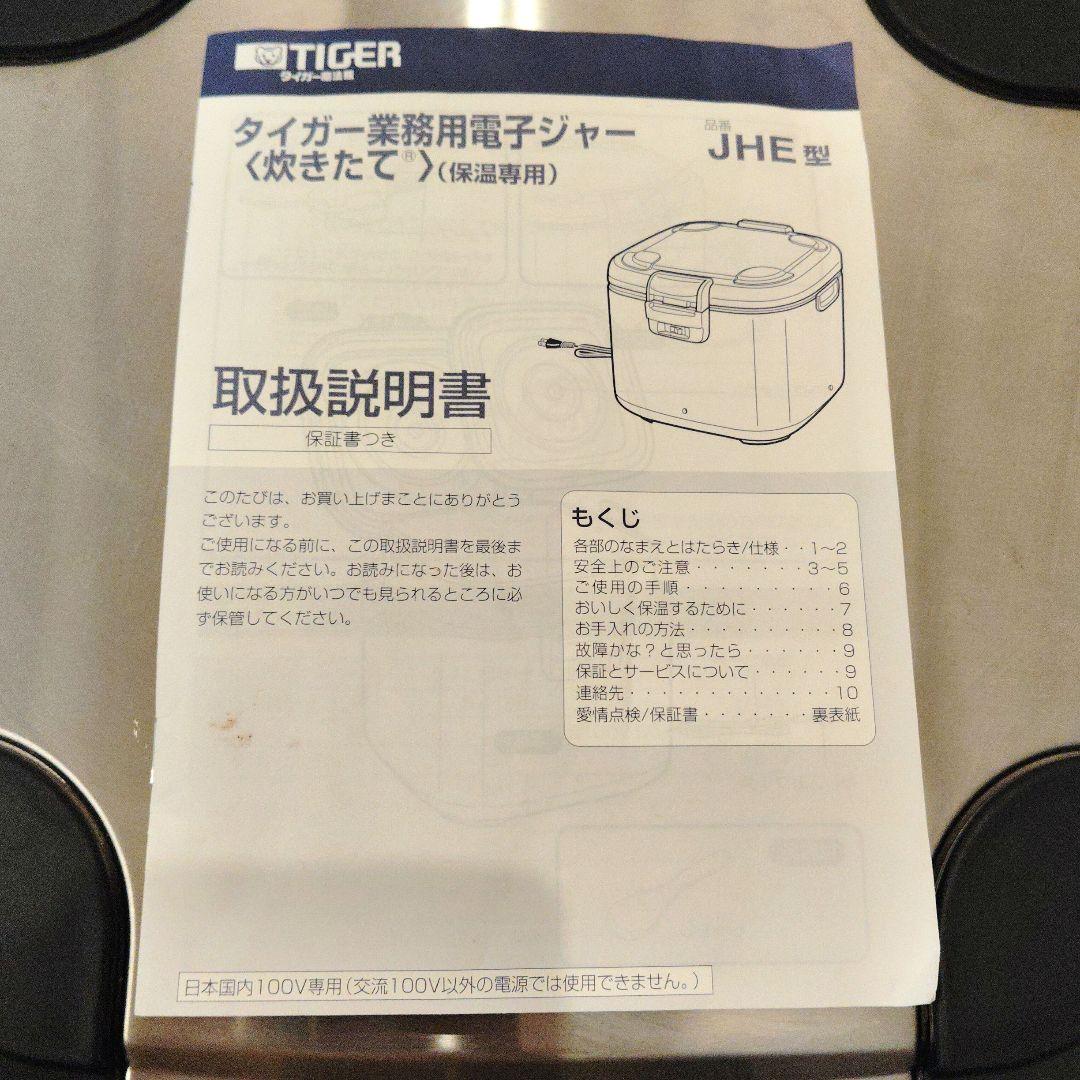 TIGER
タイガー魔法瓶
タイガー業務用電子ジャー
〈炊きたて®〉(保温専用)
品番
JHE型
取扱説明書
保証書つき
このたびは、お買い上げまことにありがとう
ございます。
ご使用になる前に、この取扱説明書を最後ま
でお読みください。お読みになった後は、お
使いになる方がいつでも見られるところに必
ず保管してください。
もくじ
各部のなまえとはたらき/仕様・・1〜2
安全上のご注意・・・・・・・3〜5
ご使用の手順・・・・・・・・・6
おいしく保温するために・・・・・7
お手入れの方法・・・・・・・・・・8
故障かな?と思ったら・・・・・・9
保証とサービスについて・・・・・・9
連絡先・・・・・・・・・・・・・10
愛情点検/保証書・・・・・・・裏表紙
日本国内100V専用(交流100V以外の電源では使用できません。)